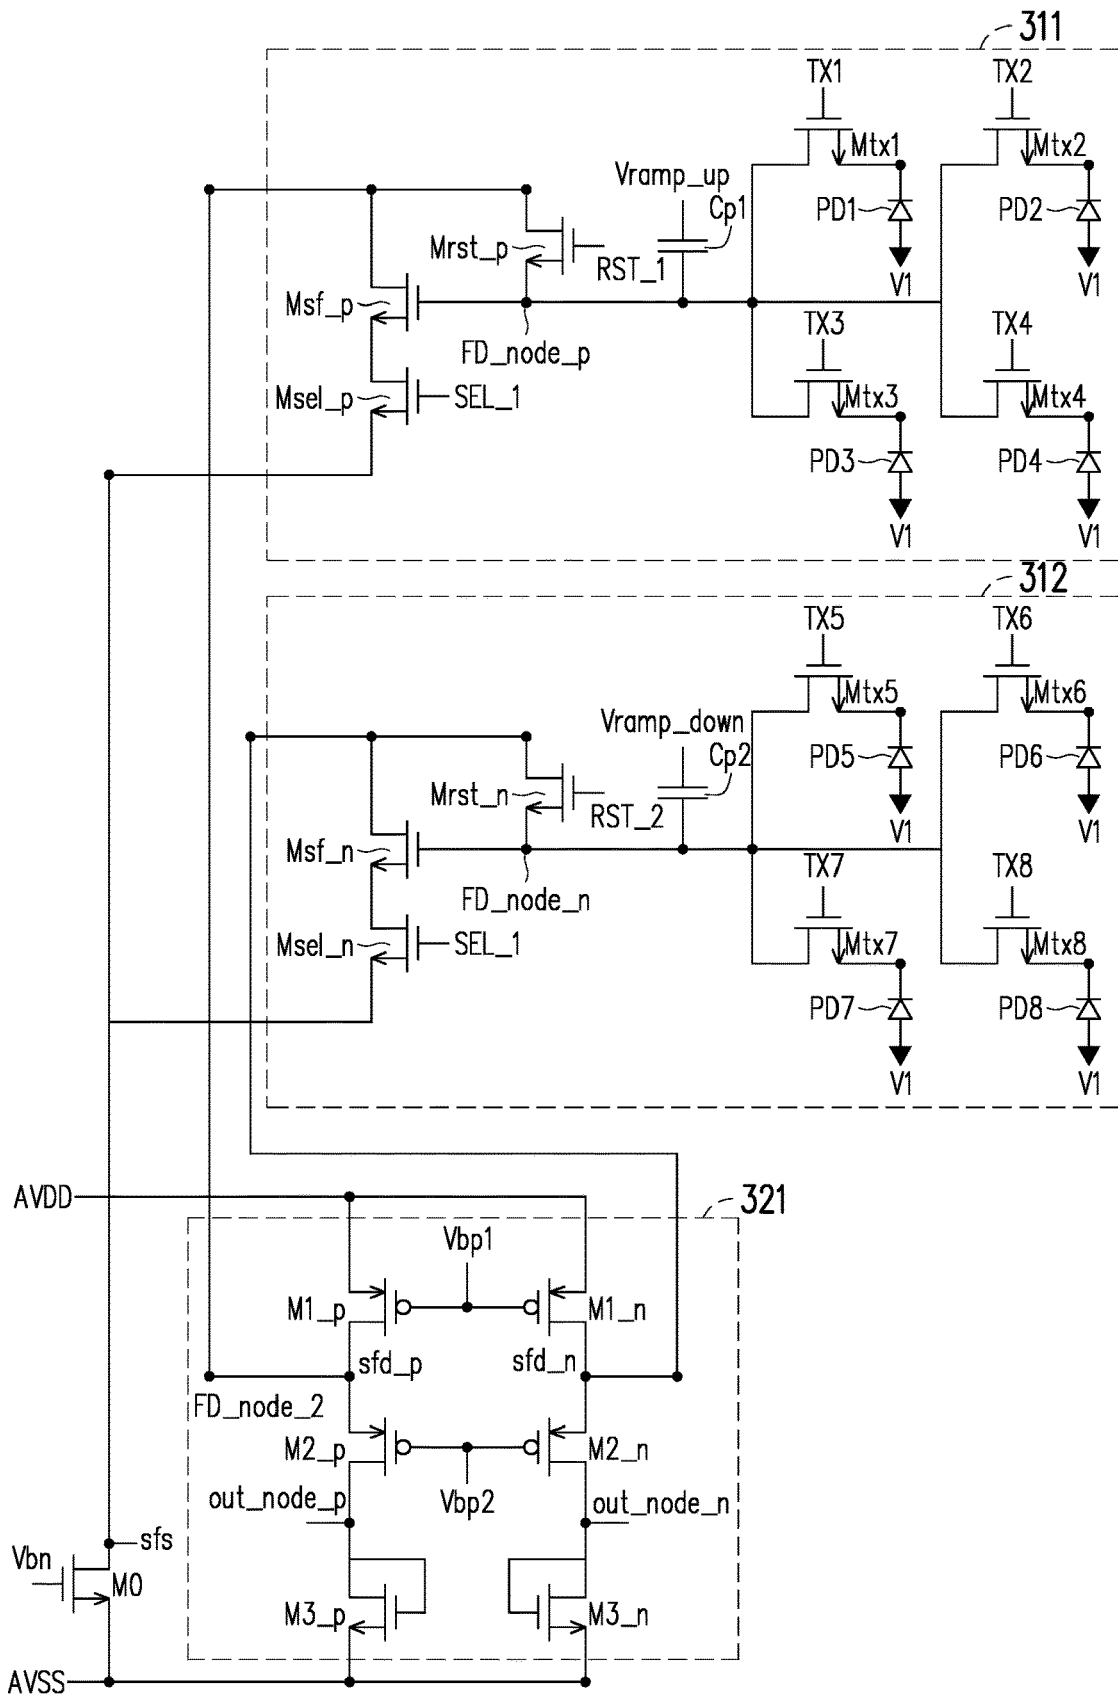 311
TX1
TX2
Mtx1
Mtx2
Vramp_up
Cp1
PD1
PD2
Mrst_p
RST_1
V1
V1
Msf_p
TX3
TX4
FD_node_p
Msel_p
SEL_1
Mtx3
Mtx4
PD3
PD4
V1
V1
312
TX5
TX6
Mtx5
Mtx6
Vramp_down
Cp2
PD5
PD6
Mrst_n
RST_2
V1
V1
Msf_n
TX7
TX8
FD_node_n
Msel_n
SEL_1
Mtx7
Mtx8
PD7
PD8
V1
V1
AVDD
321
Vbp1
M1_p
M1_n
sfd_p
sfd_n
FD_node_2
M2_p
M2_n
out_node_p
Vbp2
out_node_n
sfs
Vbn
M0
M3_p
M3_n
AVSS